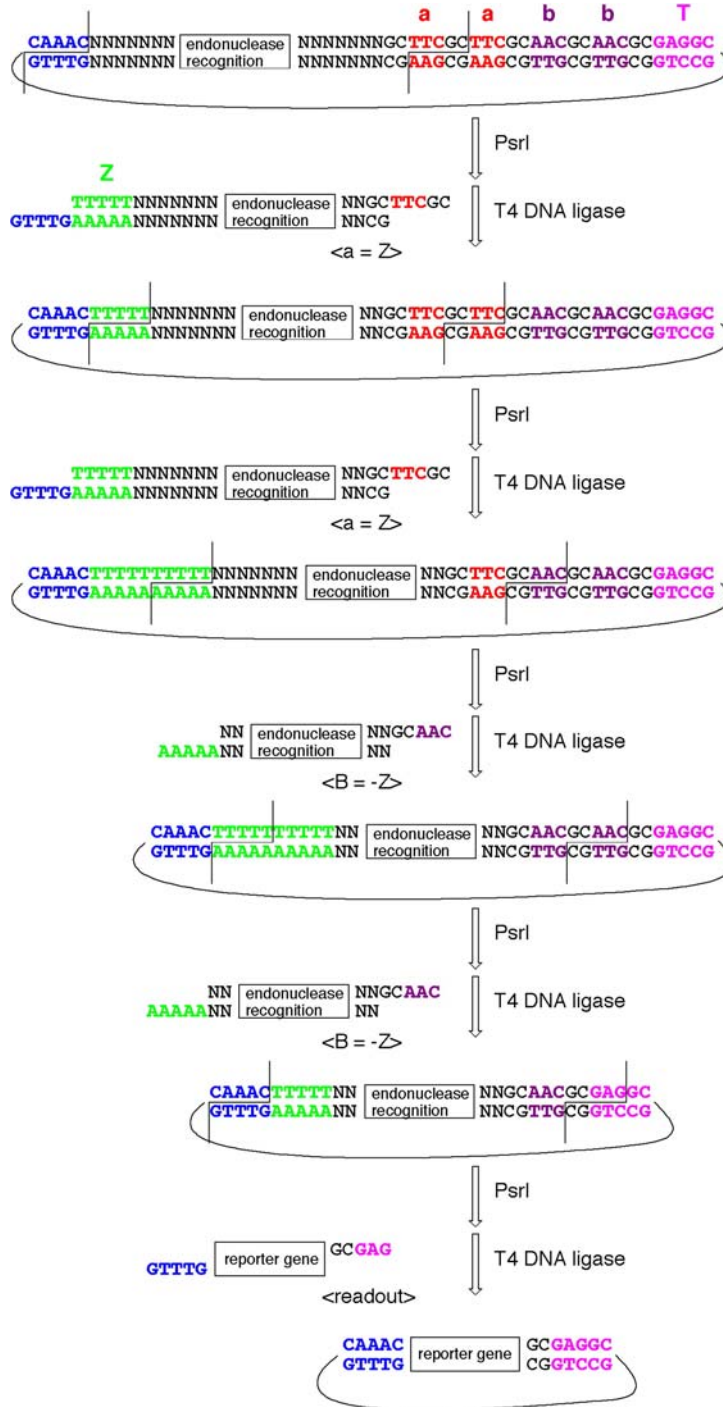 a a b b T
CAAACNNNNNNN endonuclease NNNNNNNGCTTCGCTTCGCAACGCAACGCGAGGC
GTTTGNNNNNNN recognition NNNNNNNCGAAGCGAAGCGTTGCGTTGCGGTCCG
PsrI
Z
TTTTTNNNNNNN endonuclease NNGCTTCGC
GTTTGAAAAANNNNNNN recognition NNCG
T4 DNA ligase
<a = Z>
CAAACTTTTTNNNNNNN endonuclease NNGCTTCGCTTCGCAACGCAACGCGAGGC
GTTTGAAAAANNNNNNN recognition NNCGAAGCGAAGCGTTGCGTTGCGGTCCG
PsrI
TTTTTNNNNNNN endonuclease NNGCTTCGC
GTTTGAAAAANNNNNNN recognition NNCG
T4 DNA ligase
<a = Z>
CAAACTTTTTTTTTTNNNNNNN endonuclease NNGCTTCGCAACGCAACGCGAGGC
GTTTGAAAAAAAAAANNNNNNN recognition NNCGAAGCGTTGCGTTGCGGTCCG
PsrI
NN endonuclease NNGCAAC
AAAAANN recognition NN
T4 DNA ligase
<B = -Z>
CAAACTTTTTTTTTTNN endonuclease NNGCAACGCAACGCGAGGC
GTTTGAAAAAAAAAANN recognition NNCGTTGCGTTGCGGTCCG
PsrI
NN endonuclease NNGCAAC
AAAAANN recognition NN
T4 DNA ligase
<B = -Z>
CAAACTTTTTNN endonuclease NNGCAACGCGAGGC
GTTTGAAAAANN recognition NNCGTTGCGGTCCG
PsrI
reporter gene GCGAG
GTTTG
T4 DNA ligase
<readout>
CAAAC reporter gene GCGAGGC
GTTTG CGGTCCG